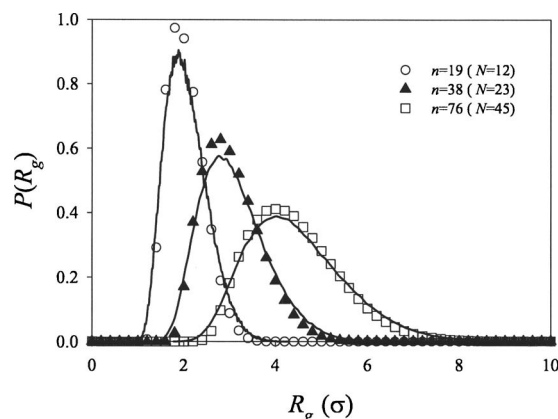 1.0
0.8
0.6
0.4
0.2
0.0
P(Rg)
n=19 ( N=12)
n=38 ( N=23)
n=76 ( N=45)
0 2 4 6 8 10
Rg (σ)